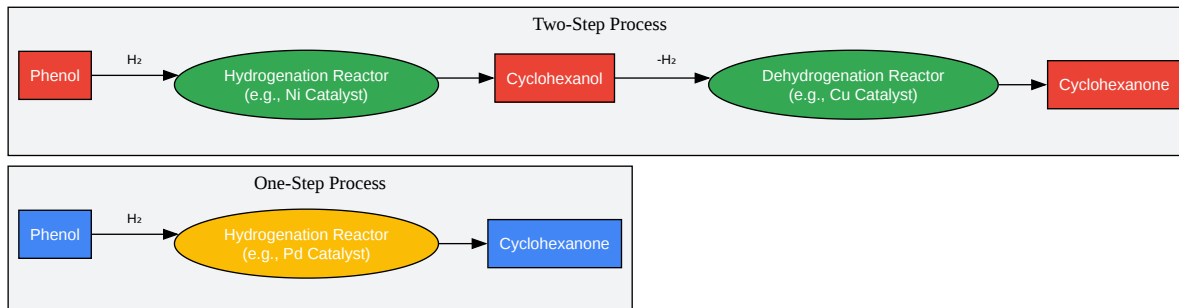 Two-Step Process
Phenol
H₂
Hydrogenation Reactor
(e.g., Ni Catalyst)
Cyclohexanol
-H₂
Dehydrogenation Reactor
(e.g., Cu Catalyst)
Cyclohexanone
One-Step Process
Phenol
H₂
Hydrogenation Reactor
(e.g., Pd Catalyst)
Cyclohexanone